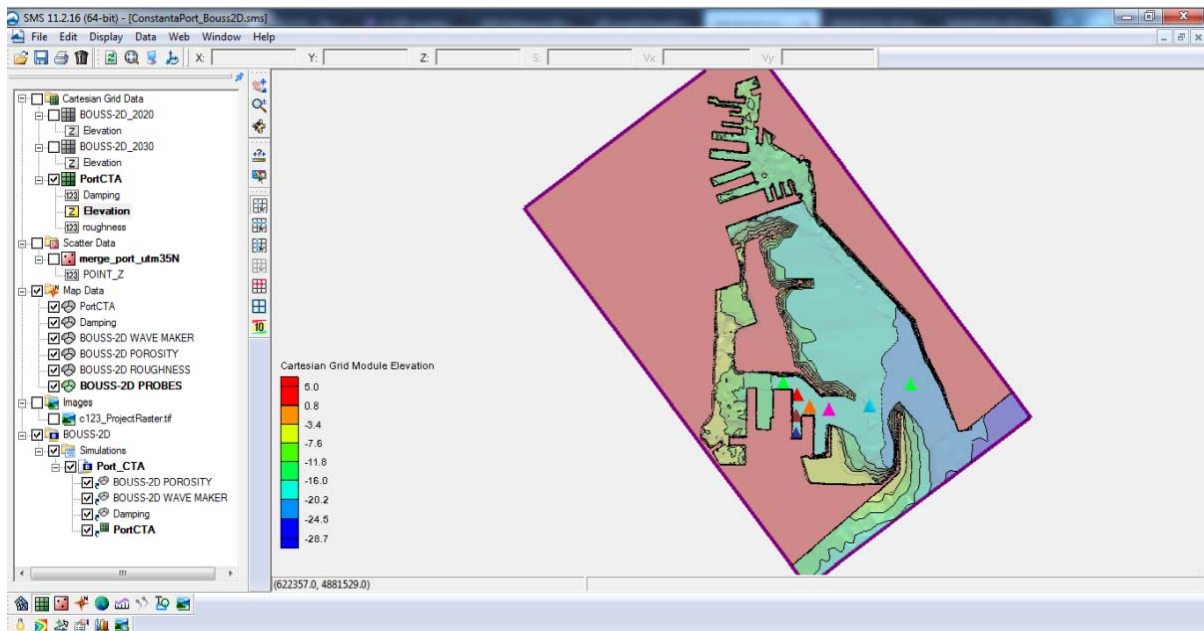 SMS 11.2.16 (64-bit) - [ConstantaPort_Bouss2D.sms]
File Edit Display Data Web Window Help
X: Y: Z: S: Vx: Vy:
Cartesian Grid Data
BOUSS-2D_2020
Z Elevation
BOUSS-2D_2030
Z Elevation
PortCTA
123 Damping
Z Elevation
123 roughness
Scatter Data
merge_port_utm35N
123 POINT_Z
Map Data
PortCTA
Damping
BOUSS-2D WAVE MAKER
BOUSS-2D POROSITY
BOUSS-2D ROUGHNESS
BOUSS-2D PROBES
Images
c123_ProjectRaster.tif
BOUSS-2D
Simulations
Port_CTA
BOUSS-2D POROSITY
BOUSS-2D WAVE MAKER
Damping
PortCTA
10
Cartesian Grid Module Elevation
5.0
0.8
-3.4
-7.6
-11.8
-16.0
-20.2
-24.5
-28.7
(622357.0, 4881529.0)